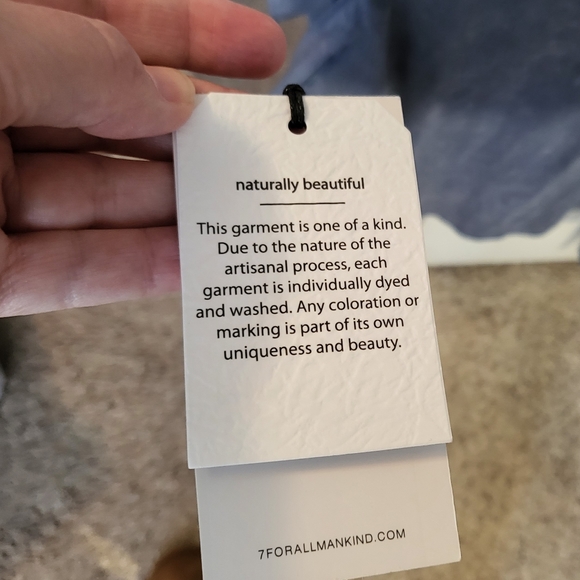 naturally beautiful
This garment is one of a kind.
Due to the nature of the
artisanal process, each
garment is individually dyed
and washed. Any coloration or
marking is part of its own
uniqueness and beauty.
7FORALLMANKIND.COM